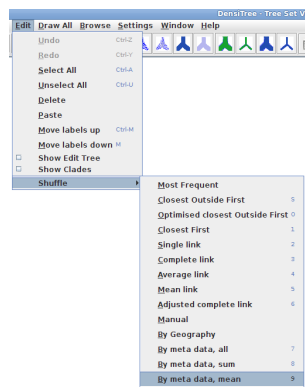 DensiTree - Tree Set V
Edit Draw All Browse Settings Window Help
Undo Ctrl-Z
Redo Ctrl-Y
Select All Ctrl-A
Unselect All Ctrl-U
Delete
Paste
Move labels up Ctrl-M
Move labels down M
Show Edit Tree
Show Clades
Shuffle
Most Frequent
Closest Outside First S
Optimised closest Outside First 0
Closest First 1
Single link 2
Complete link 3
Average link 4
Mean link 5
Adjusted complete link 6
Manual
By Geography
By meta data, all 7
By meta data, sum 8
By meta data, mean 9